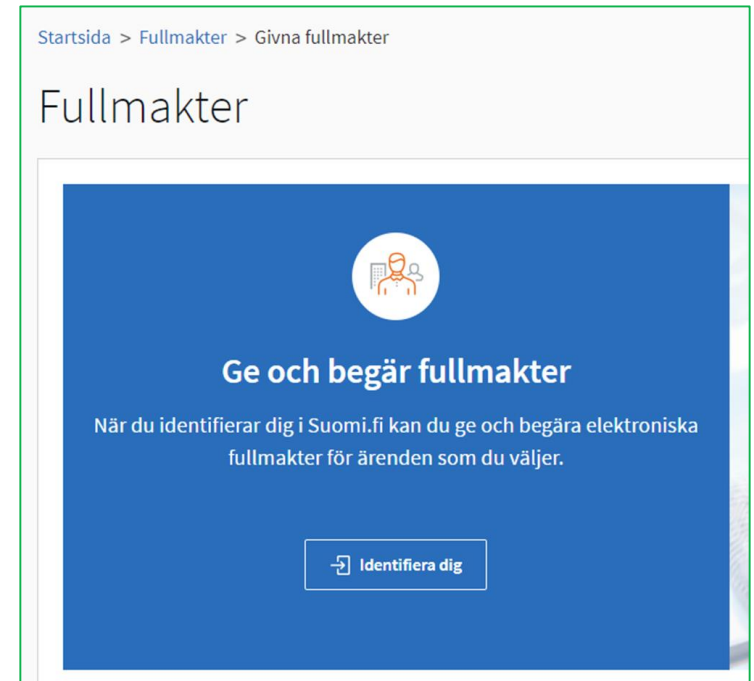 Startsida > Fullmakter > Givna fullmakter
Fullmakter
Ge och begär fullmakter
När du identifierar dig i Suomi.fi kan du ge och begära elektroniska
fullmakter för ärenden som du väljer.
Identifiera dig